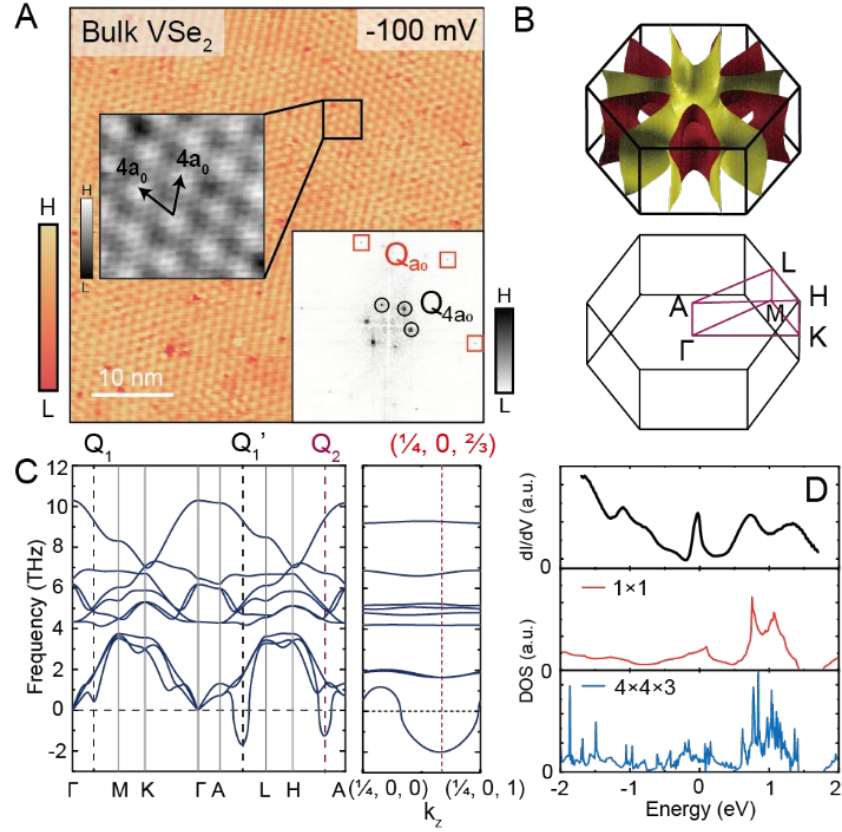 A
Bulk VSe₂
-100 mV
4a₀
4a₀
H
L
H
L
Qₐ₀
Q₄ₐ₀
H
L
10 nm
B
L
A
H
M
Γ
K
C
Q₁
Q₁’
Q₂
(¼, 0, ⅔)
Frequency (THz)
12
10
8
6
4
2
0
-2
Γ
M
K
Γ
A
L
H
A
(¼, 0, 0)
(¼, 0, 1)
k_z
D
dI/dV (a.u.)
0
1×1
DOS (a.u.)
0
4×4×3
0
-2
-1
0
1
2
Energy (eV)